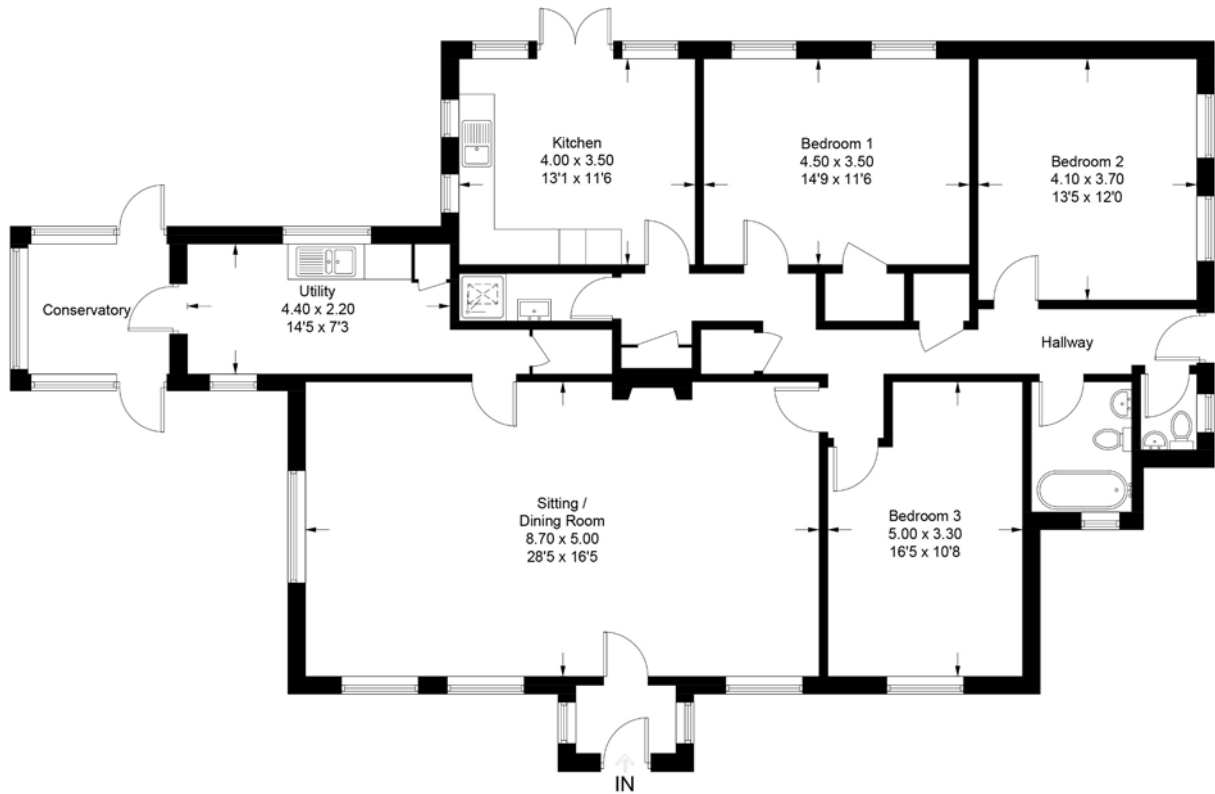 Kitchen
4.00 x 3.50
13'1 x 11'6
Bedroom 1
4.50 x 3.50
14'9 x 11'6
Bedroom 2
4.10 x 3.70
13'5 x 12'0
Conservatory
Utility
4.40 x 2.20
14'5 x 7'3
Hallway
Sitting /
Dining Room
8.70 x 5.00
28'5 x 16'5
Bedroom 3
5.00 x 3.30
16'5 x 10'8
IN